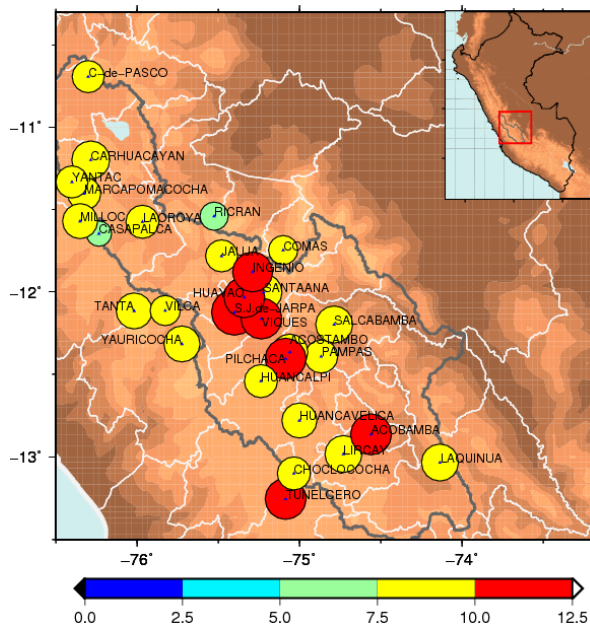 C-de-PASCO
-11°
CARHUACAYAN
YANTAC
MARCAPOMACOCHA
MILLOC
LAOROYA
RICRAN
CASAPALCA
JAUJA
COMAS
INGENIO
-12°
HUAYAO
SANTAANA
TANTA
VILCA
S.J.de-JARPA
VIQUES
SALCABAMBA
YAURICOCHA
ACOSTAMBO
PILCHACA
PAMPAS
HUANCALPI
HUANCAVELICA
ACOBAMBA
-13°
LIRCAY
LAQUINUA
CHOCLOCOCHA
TUNELCERO
-76°
-75°
-74°
0.0
2.5
5.0
7.5
10.0
12.5